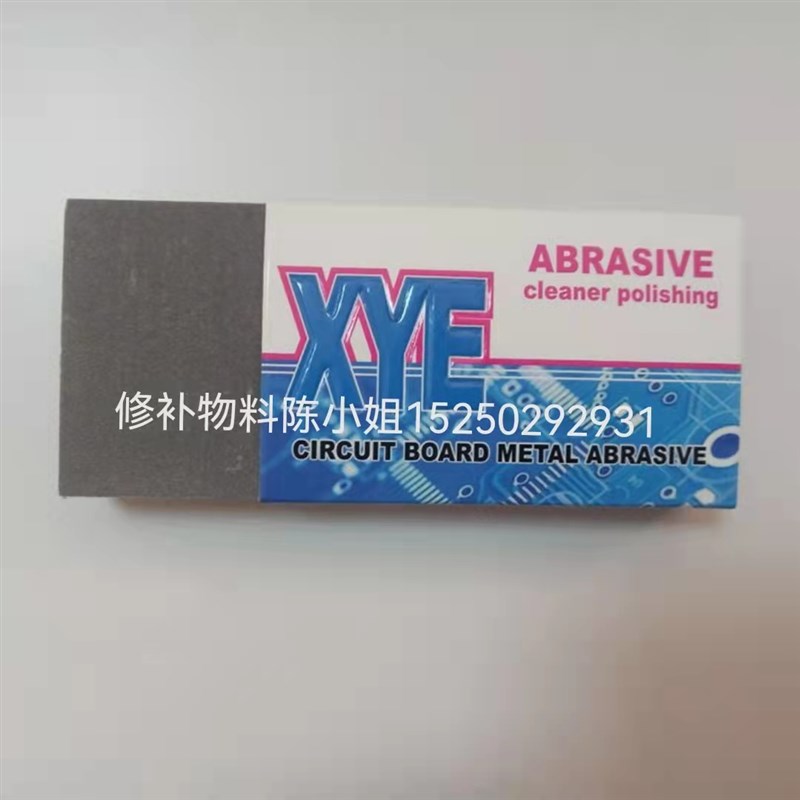 ABRASIVE
cleaner polishing
XYE
修补物料陈小姐15250292931
CIRCUIT BOARD METAL ABRASIVE